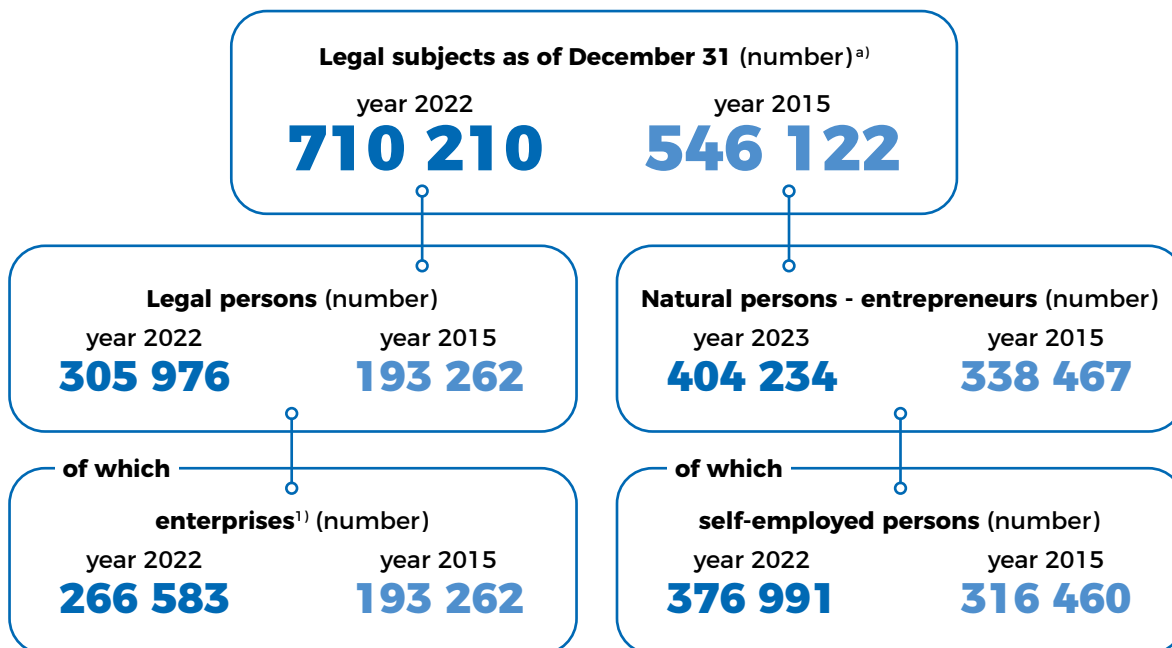 Legal subjects as of December 31 (number)a)
year 2022 year 2015
710 210 546 122
Legal persons (number)
year 2022 year 2015
305 976 193 262
Natural persons - entrepreneurs (number)
year 2023 year 2015
404 234 338 467
of which
enterprises1) (number)
year 2022 year 2015
266 583 193 262
of which
self-employed persons (number)
year 2022 year 2015
376 991 316 460